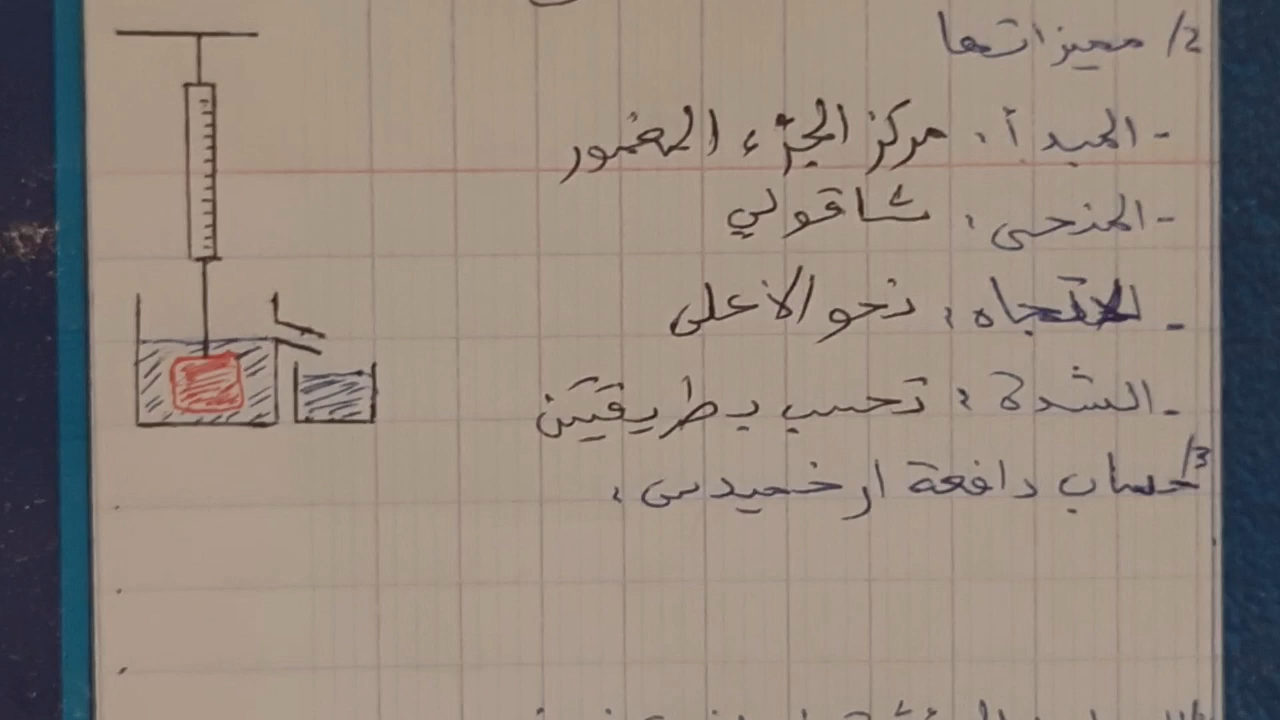 2/ مميزاتها
- المبدأ: مركز الجزء المغمور
- المنحى: شاقولي
- الاتجاه: نحو الأعلى
- الشدة: تحسب بطريقتين
3/ حساب دافعة ارخميدس: